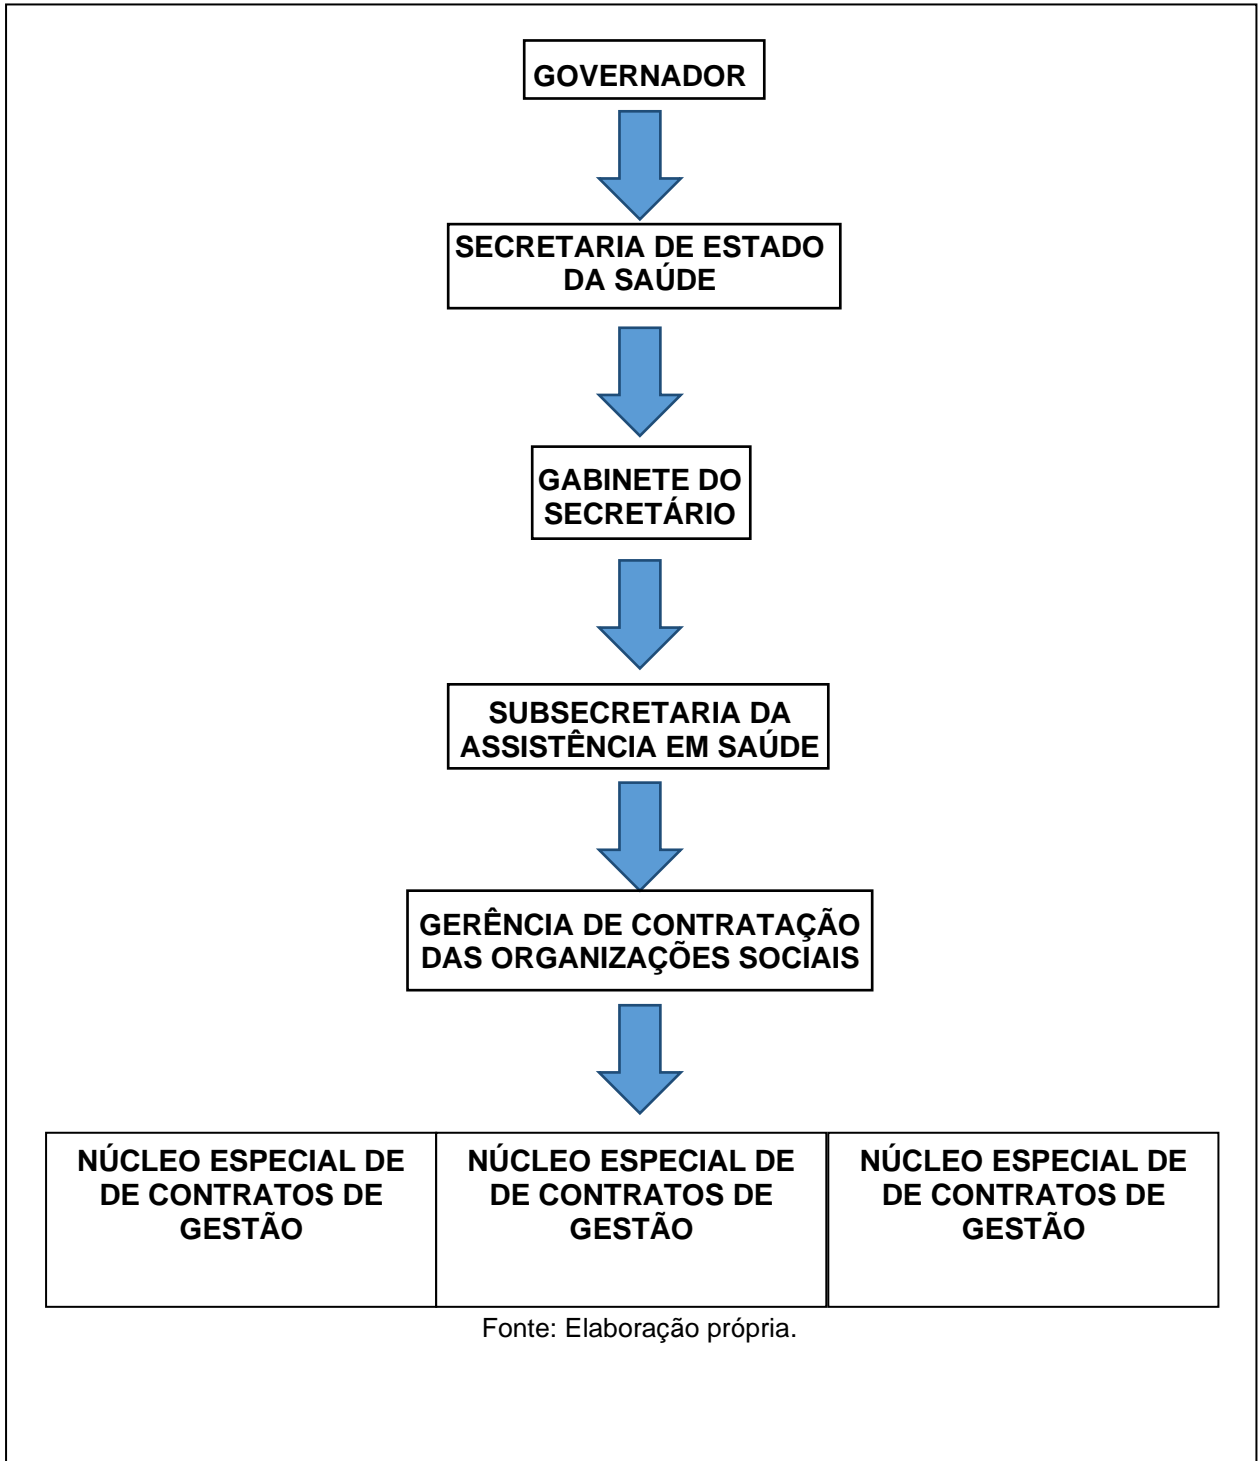 GOVERNADOR
SECRETARIA DE ESTADO
DA SAÚDE
GABINETE DO
SECRETÁRIO
SUBSECRETARIA DA
ASSISTÊNCIA EM SAÚDE
GERÊNCIA DE CONTRATAÇÃO
DAS ORGANIZAÇÕES SOCIAIS
NÚCLEO ESPECIAL DE
DE CONTRATOS DE
GESTÃO
NÚCLEO ESPECIAL DE
DE CONTRATOS DE
GESTÃO
NÚCLEO ESPECIAL DE
DE CONTRATOS DE
GESTÃO
Fonte: Elaboração própria.